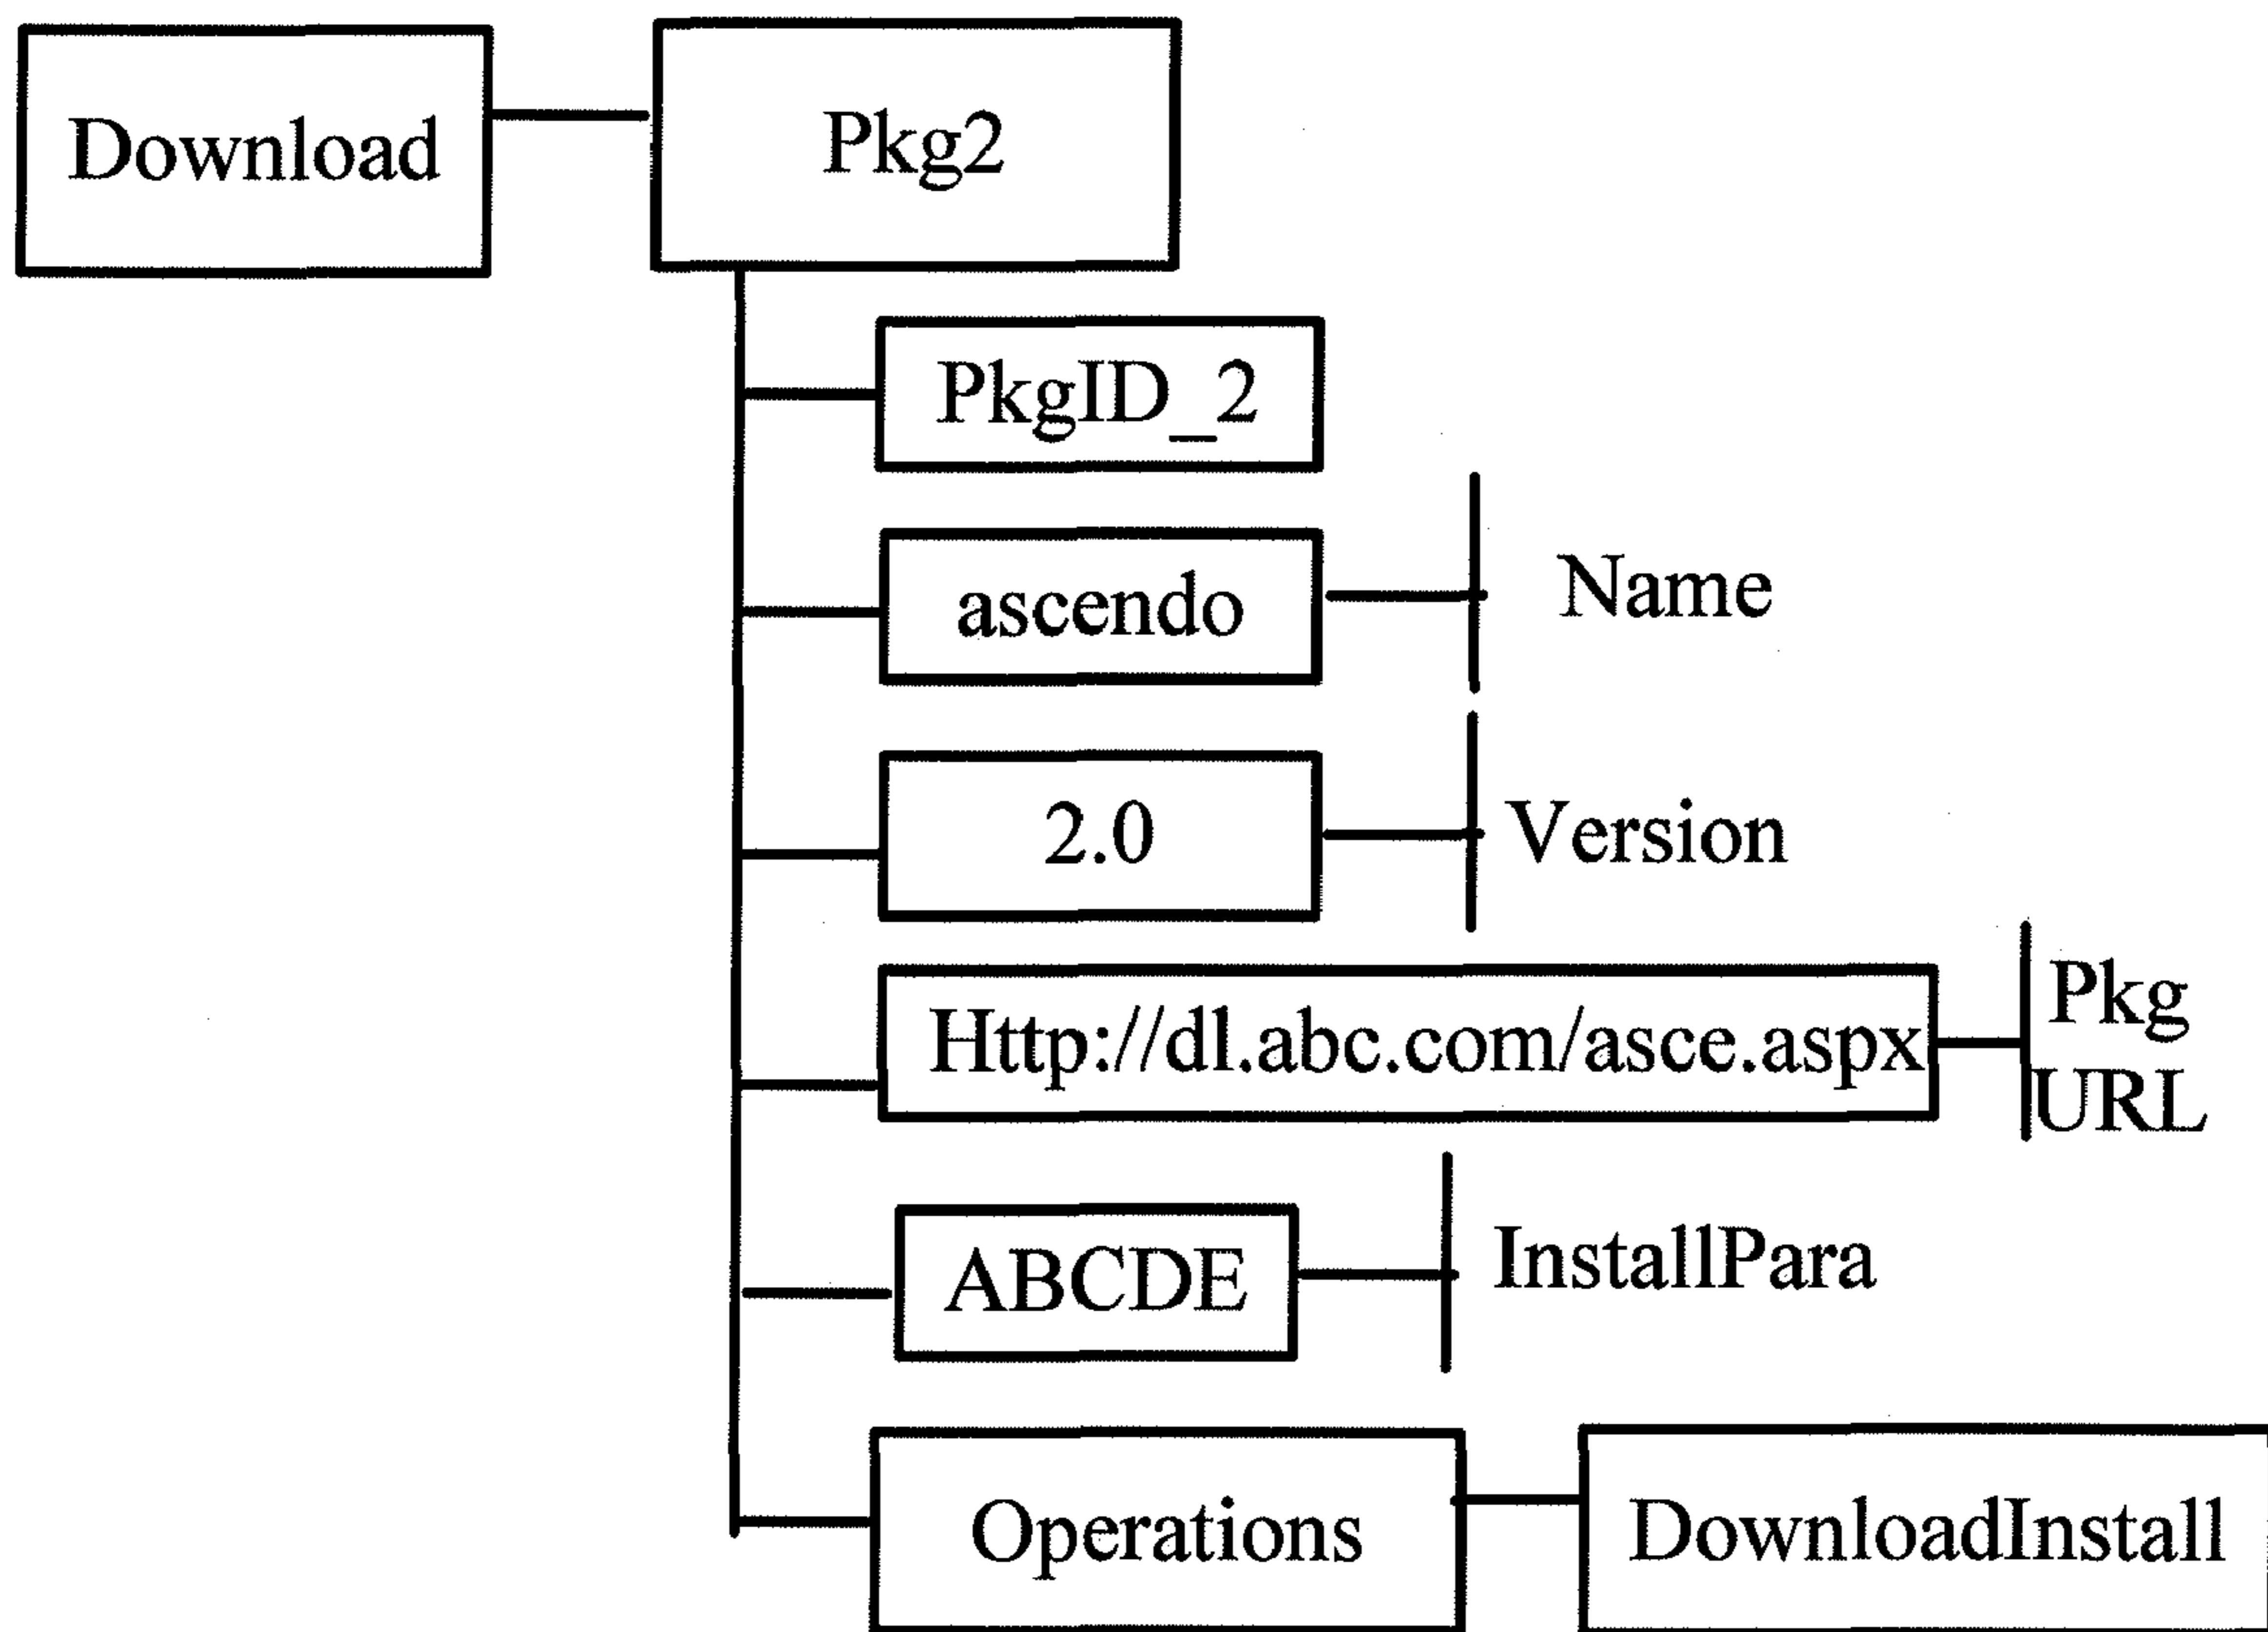 Download
Pkg2
PkgID_2
ascendo
Name
2.0
Version
Http://dl.abc.com/asce.aspx
Pkg
URL
ABCDE
InstallPara
Operations
DownloadInstall